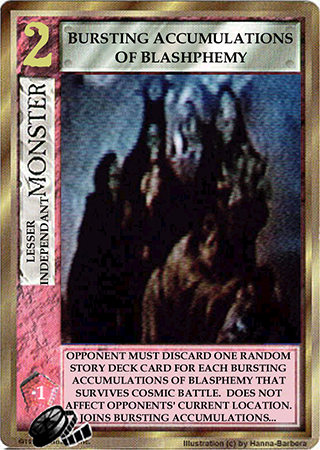 2
BURSTING ACCUMULATIONS
OF BLASHPHEMY
LESSER
INDEPENDANT
MONSTER
-1
OPPONENT MUST DISCARD ONE RANDOM
STORY DECK CARD FOR EACH BURSTING
ACCUMULATIONS OF BLASPHEMY THAT
SURVIVES COSMIC BATTLE. DOES NOT
AFFECT OPPONENTS' CURRENT LOCATION.
JOINS BURSTING ACCUMULATIONS...
Illustration (c) by Hanna-Barbera